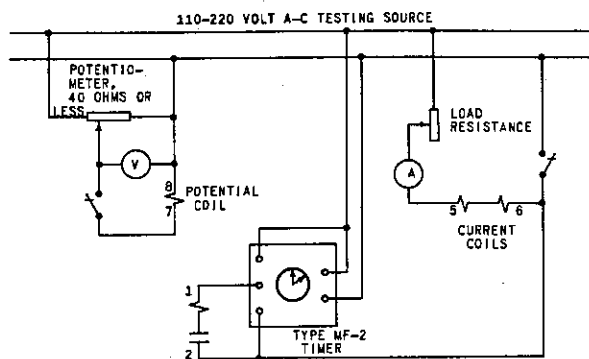 110-220 VOLT A-C TESTING SOURCE
POTENTIO-
METER,
40 OHMS OR
LESS
LOAD
RESISTANCE
V
A
8
7
POTENTIAL
COIL
5
6
CURRENT
COILS
1
2
TYPE MF-2
TIMER